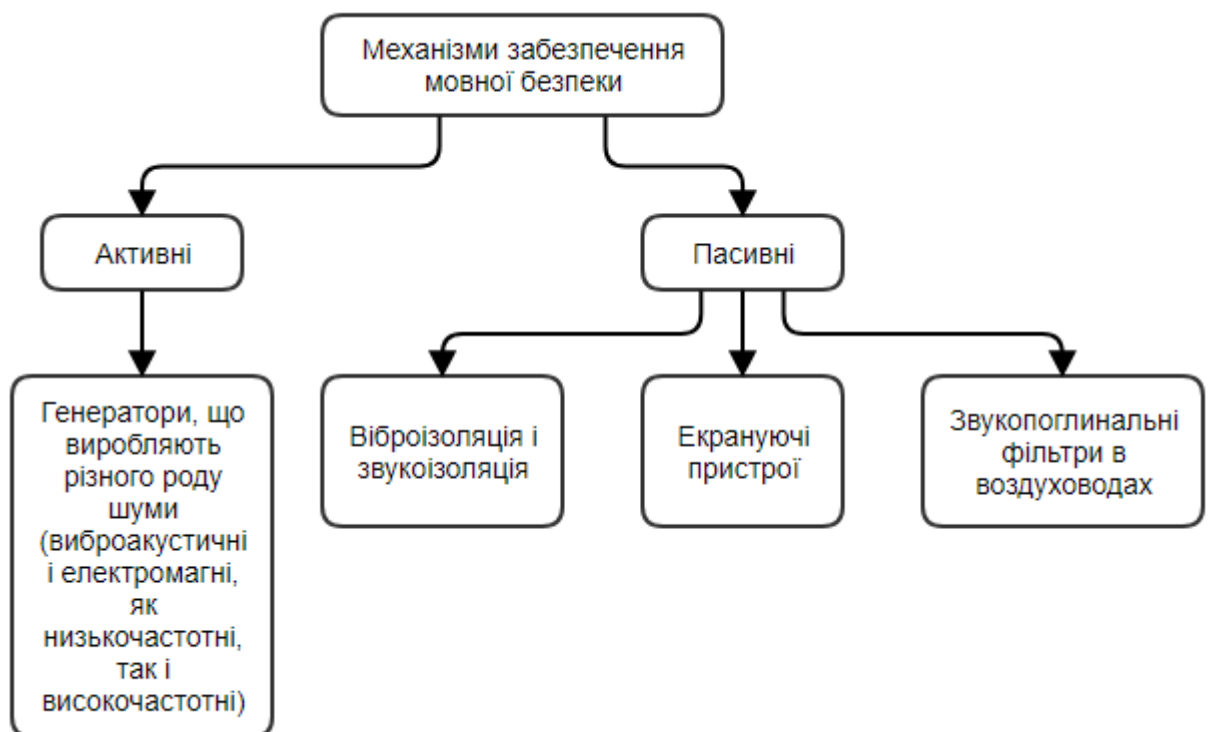 Механізми забезпечення
мовної безпеки
Активні
Пасивні
Генератори, що
виробляють
різного роду
шуми
(виброакустичні
і електромагні,
як
низькочастотні,
так і
високочастотні)
Віброізоляція і
звукоізоляція
Екрануючі
пристрої
Звукопоглинальні
фільтри в
воздуховодах